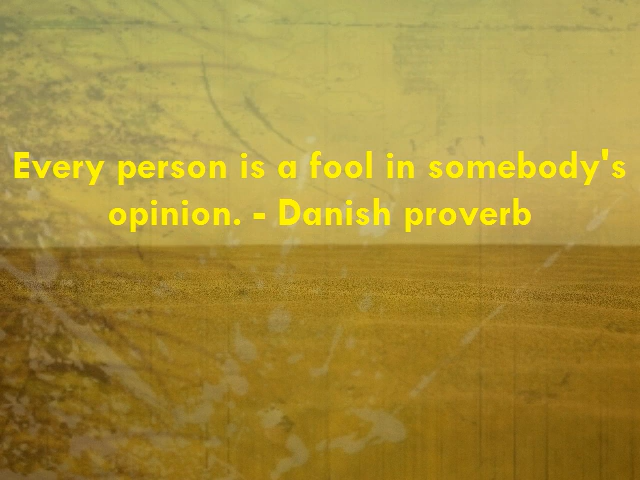 Every person is a fool in somebody's
opinion. - Danish proverb